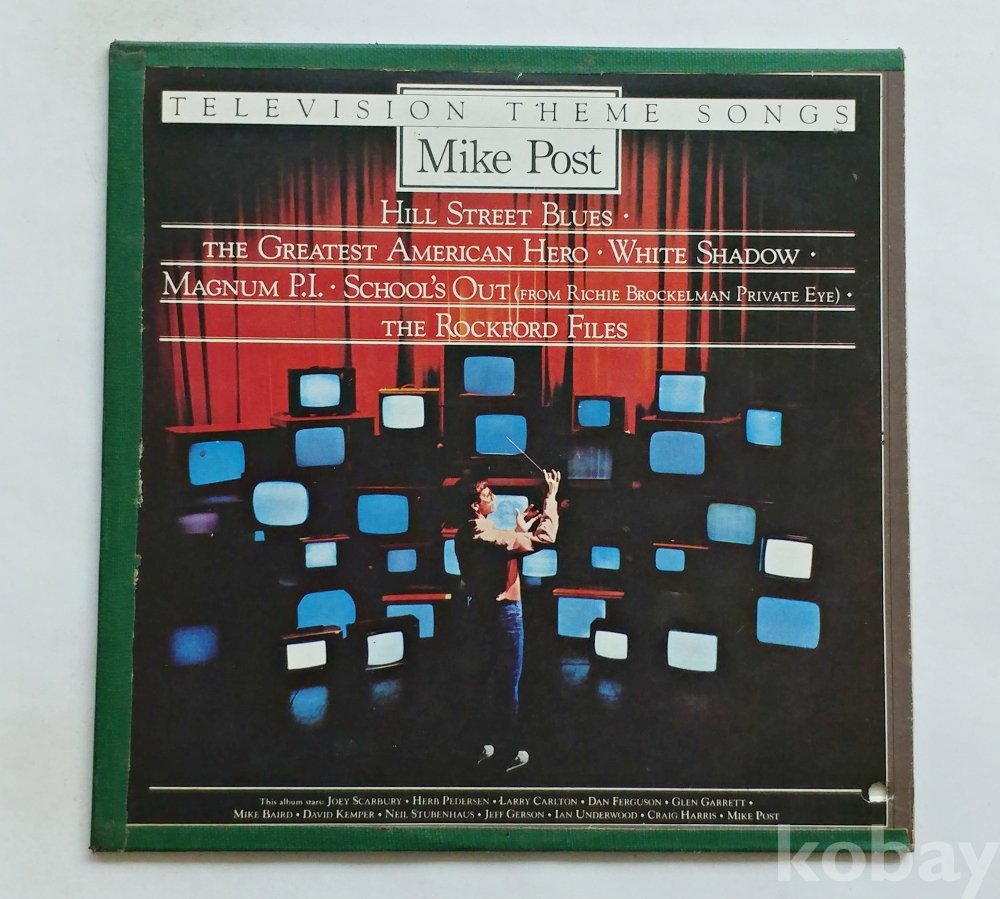 TELEVISION THEME SONGS
Mike Post
HILL STREET BLUES ·
THE GREATEST AMERICAN HERO · WHITE SHADOW ·
MAGNUM P.I. · SCHOOL'S OUT (FROM RICHIE BROCKELMAN PRIVATE EYE) ·
THE ROCKFORD FILES
This album stars: JOEY SCARBURY • HERB PEDERSEN • LARRY CARLTON • DAN FERGUSON • GLEN GARRETT •
MIKE BAIRD • DAVID KEMPER • NEIL STUBENHAUS • JEFF GERSON • IAN UNDERWOOD • CRAIG HARRIS • MIKE POST
kobay